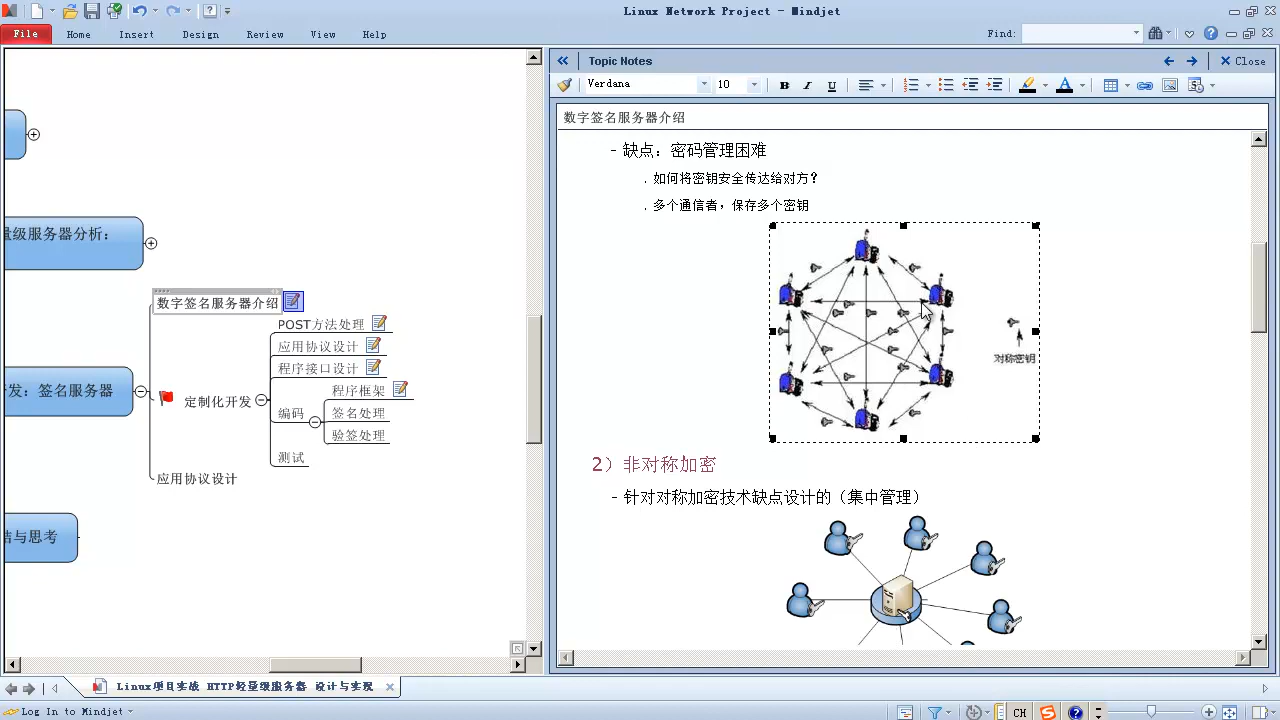 Linux Network Project - Mindjet
File Home Insert Design Review View Help
Find:
Topic Notes
Close
Verdana 10 B I U
数字签名服务器介绍
- 缺点：密码管理困难
. 如何将密钥安全传达给对方？
. 多个通信者，保存多个密钥
对称密钥
2）非对称加密
- 针对对称加密技术缺点设计的（集中管理）
量级服务器分析：
数字签名服务器介绍
POST方法处理
应用协议设计
程序接口设计
程序框架
发：签名服务器
定制化开发
编码
签名处理
验签处理
测试
应用协议设计
结与思考
Linux项目实战 HTTP轻量级服务器 设计与实现
Log In to Mindjet
CH